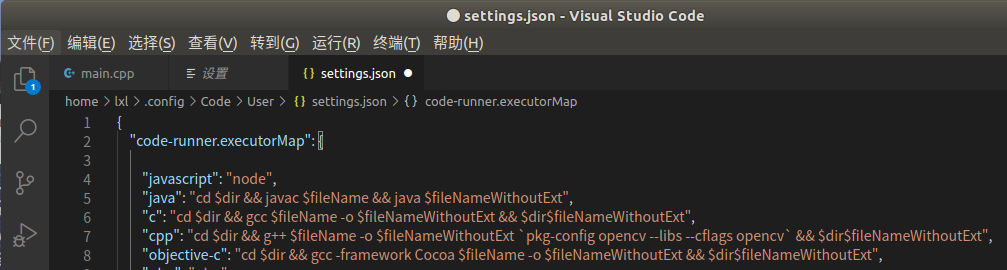 settings.json - Visual Studio Code
文件(F) 编辑(E) 选择(S) 查看(V) 转到(G) 运行(R) 终端(T) 帮助(H)
main.cpp 设置 {} settings.json
1
home > lxl > .config > Code > User > {} settings.json > {} code-runner.executorMap
1 {
2 "code-runner.executorMap": {
3
4 "javascript": "node",
5 "java": "cd $dir && javac $fileName && java $fileNameWithoutExt",
6 "c": "cd $dir && gcc $fileName -o $fileNameWithoutExt && $dir$fileNameWithoutExt",
7 "cpp": "cd $dir && g++ $fileName -o $fileNameWithoutExt `pkg-config opencv --libs --cflags opencv` && $dir$fileNameWithoutExt",
8 "objective-c": "cd $dir && gcc -framework Cocoa $fileName -o $fileNameWithoutExt && $dir$fileNameWithoutExt",